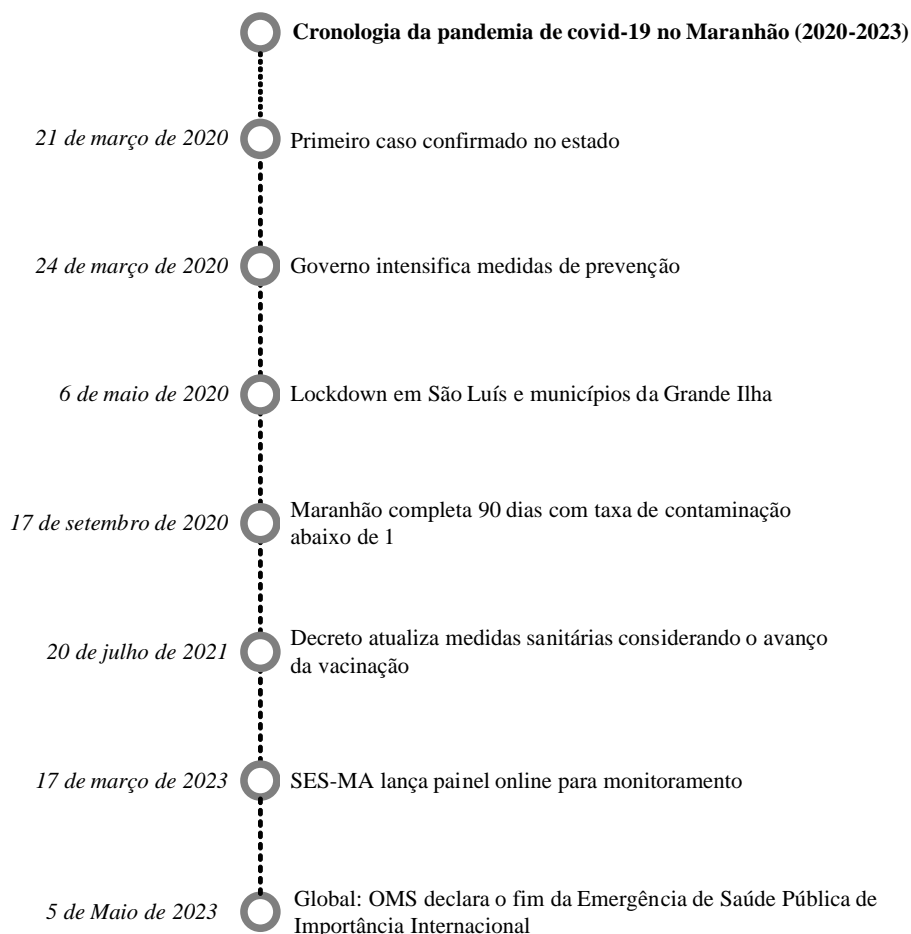 Cronologia da pandemia de covid-19 no Maranhão (2020-2023)
21 de março de 2020
Primeiro caso confirmado no estado
24 de março de 2020
Governo intensifica medidas de prevenção
6 de maio de 2020
Lockdown em São Luís e municípios da Grande Ilha
17 de setembro de 2020
Maranhão completa 90 dias com taxa de contaminação
abaixo de 1
20 de julho de 2021
Decreto atualiza medidas sanitárias considerando o avanço
da vacinação
17 de março de 2023
SES-MA lança painel online para monitoramento
5 de Maio de 2023
Global: OMS declara o fim da Emergência de Saúde Pública de
Importância Internacional